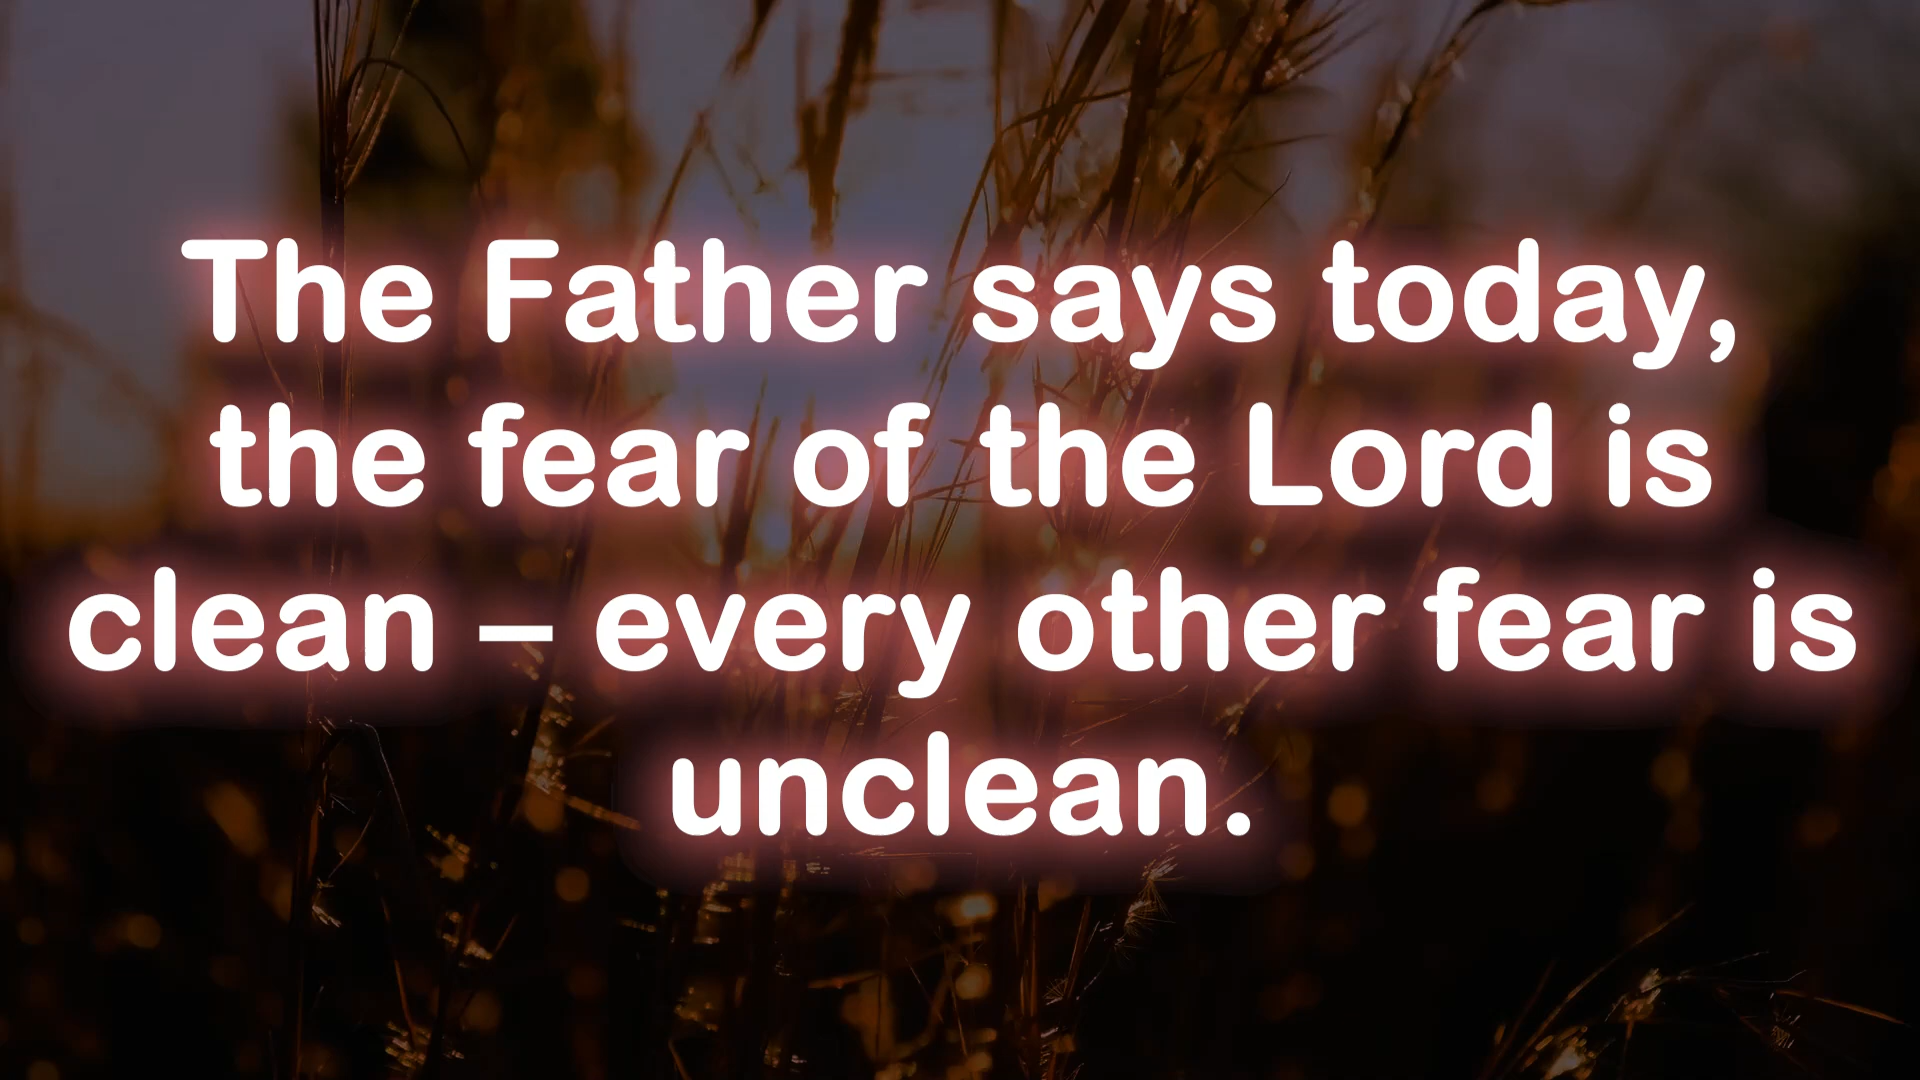 The Father says today,
the fear of the Lord is
clean – every other fear is
unclean.